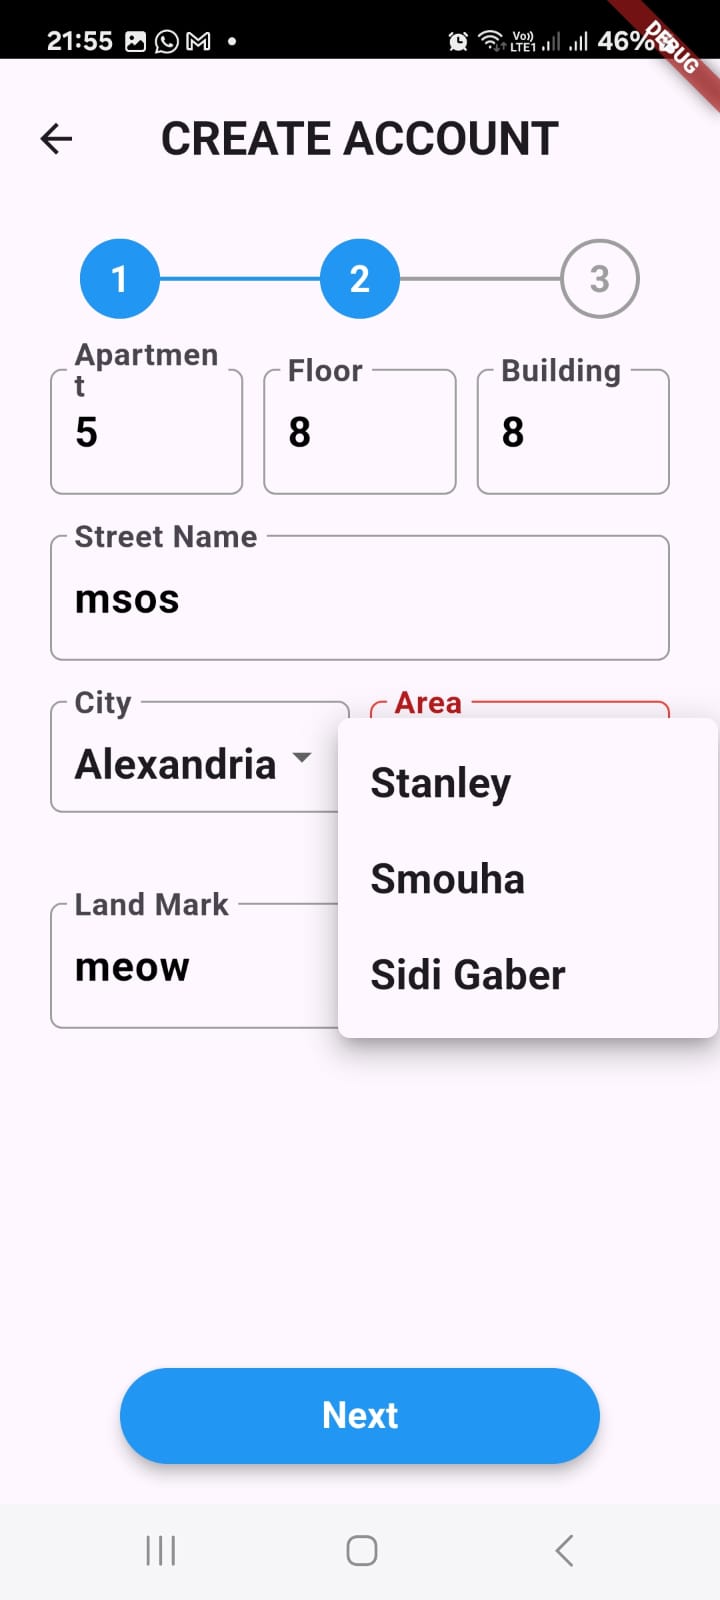 21:55 Vo)) LTE1 46%
DEBUG
CREATE ACCOUNT
1 2 3
Apartmen
t
Floor
Building
5
8
8
Street Name
msos
City
Area
Alexandria
Stanley
Smouha
Land Mark
meow
Sidi Gaber
Next